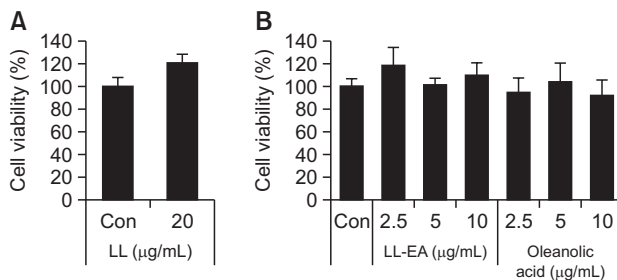 A
Cell viability (%)
140
120
100
80
60
40
20
0
Con 20
LL (μg/mL)
B
Cell viability (%)
140
120
100
80
60
40
20
0
Con 2.5 5 10 2.5 5 10
LL-EA (μg/mL) Oleanolic
acid (μg/mL)